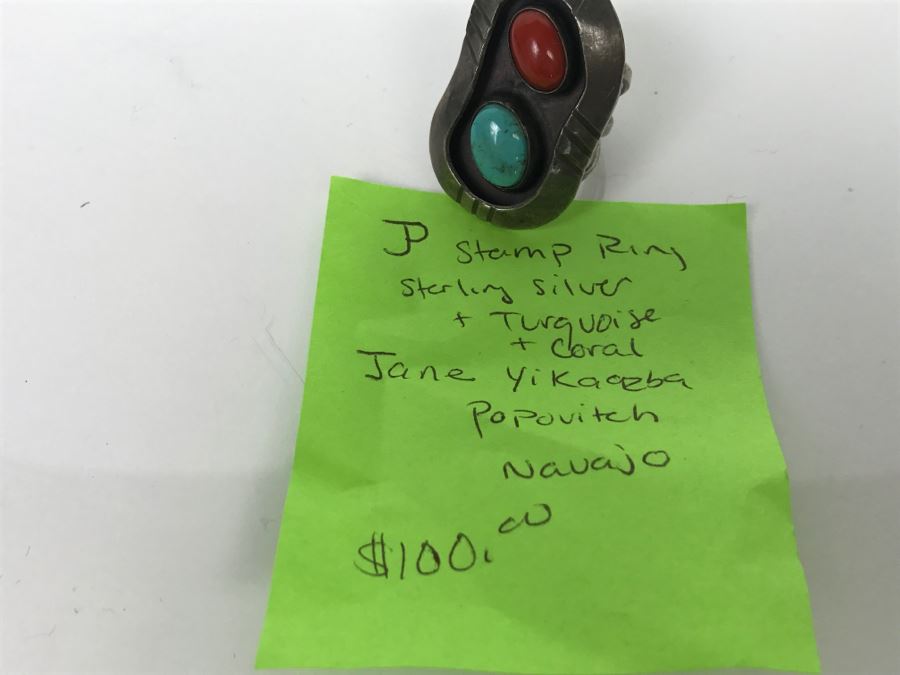 JP Stamp Ring
Sterling Silver
+ Turquoise
+ Coral
Jane Yikaazba
Popovitch
Navajo
$100.00